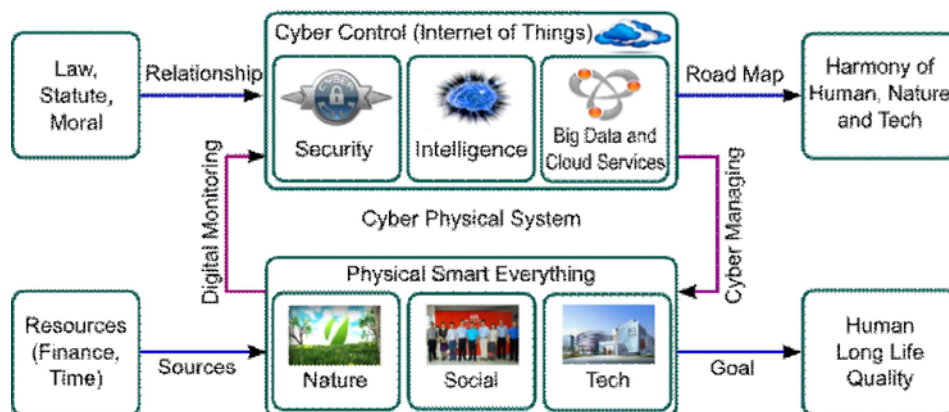 Cyber Control (Internet of Things)
Law,
Statute,
Moral
Relationship
Security
Intelligence
Big Data and
Cloud Services
Road Map
Harmony of
Human, Nature
and Tech
Digital Monitoring
Cyber Physical System
Cyber Managing
Physical Smart Everything
Resources
(Finance,
Time)
Sources
Nature
Social
Tech
Goal
Human
Long Life
Quality